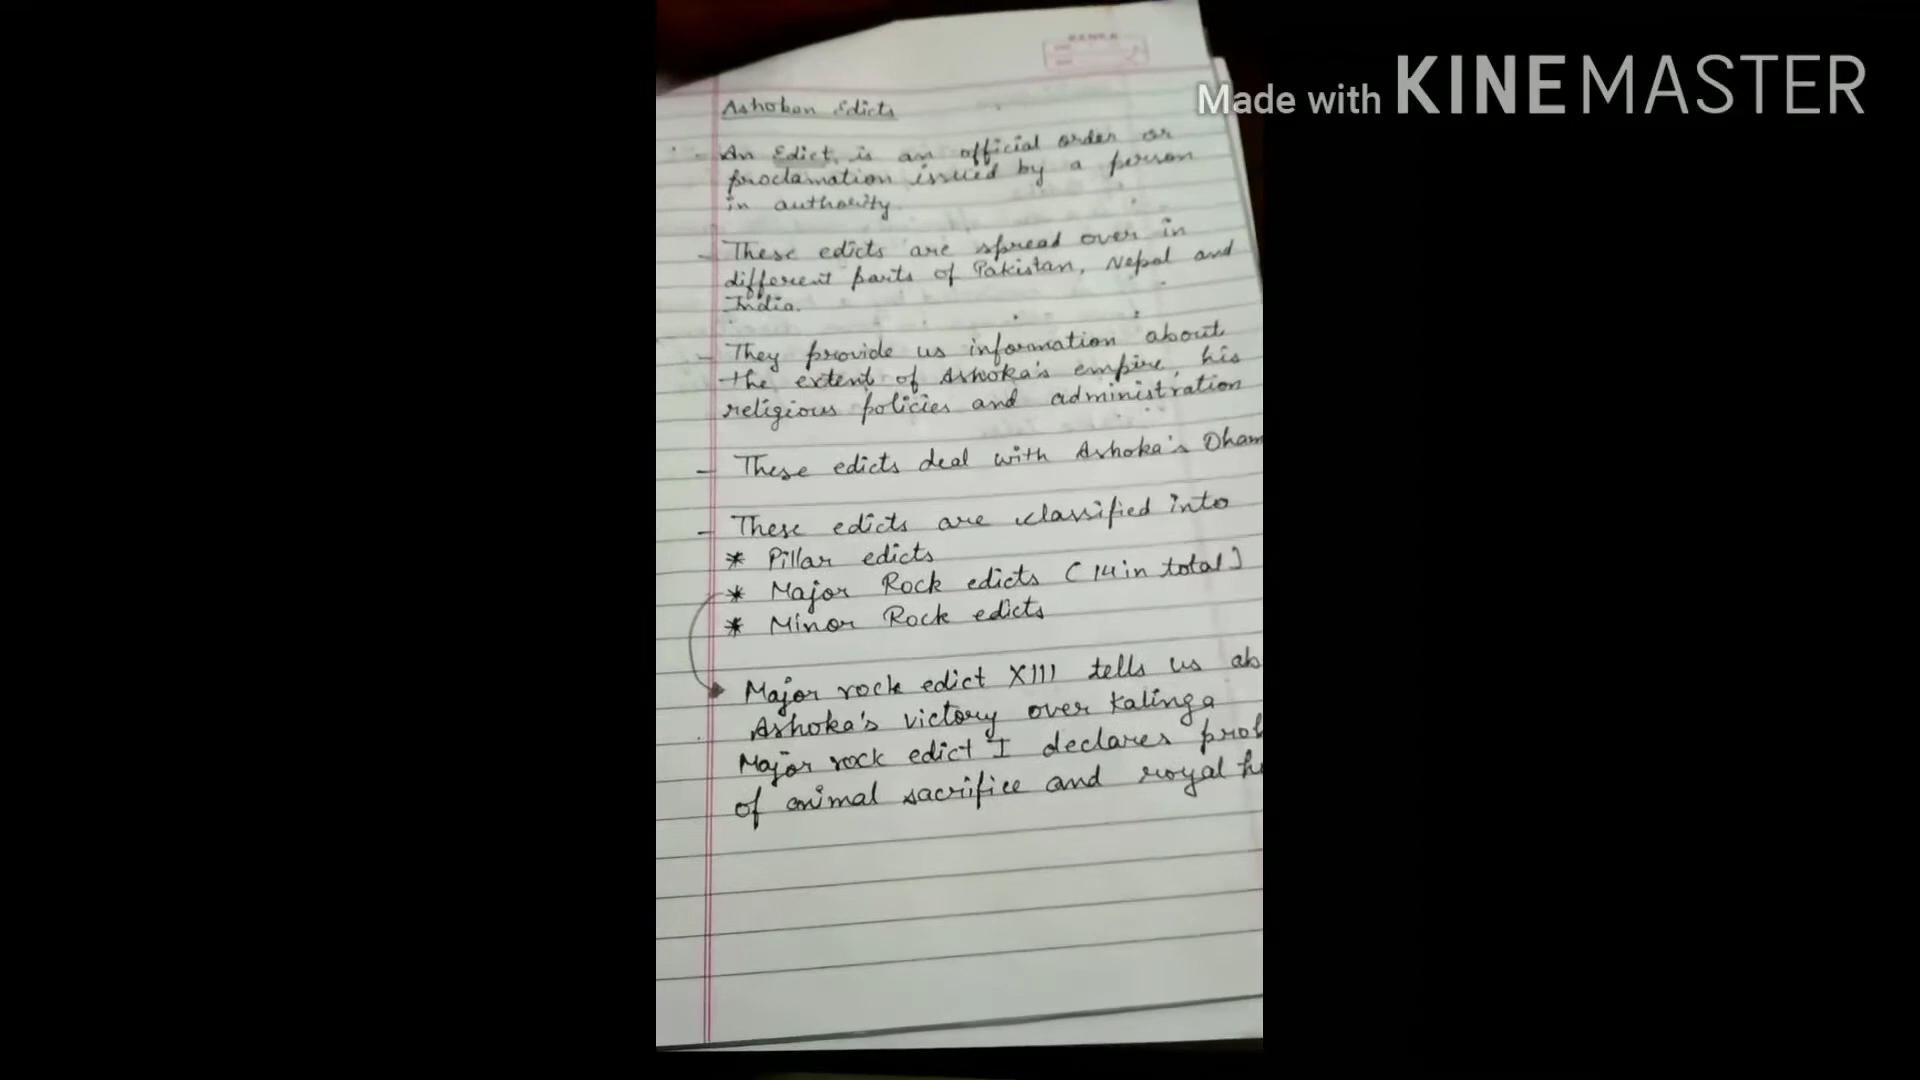 Made with KINEMASTER
Ashokan Edicts
- An Edict is an official order or
proclamation issued by a person
in authority.
- These edicts are spread over in
different parts of Pakistan, Nepal and
India.
- They provide us information about
the extent of Ashoka's empire, his
religious policies and administration
- These edicts deal with Ashoka's Dham
- These edicts are classified into
* Pillar edicts
* Major Rock edicts (14 in total)
* Minor Rock edicts
Major rock edict XIII tells us ab
Ashoka's victory over Kalinga
Major rock edict I declares
of animal sacrifice and royal